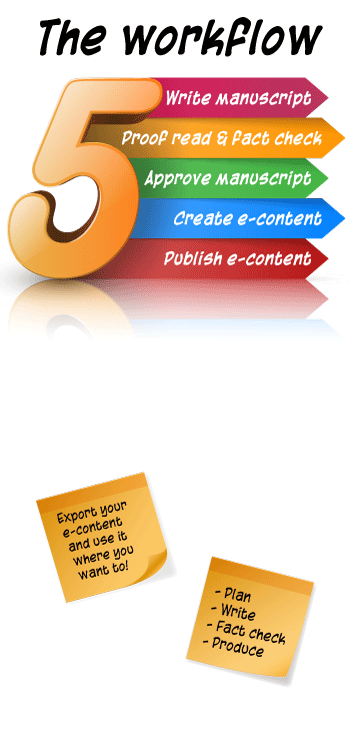 The workflow
5
Write manuscript
Proof read & fact check
Approve manuscript
Create e-content
Publish e-content
Export your
e-content
and use it
where you
want to!
- Plan
- Write
- Fact check
- Produce